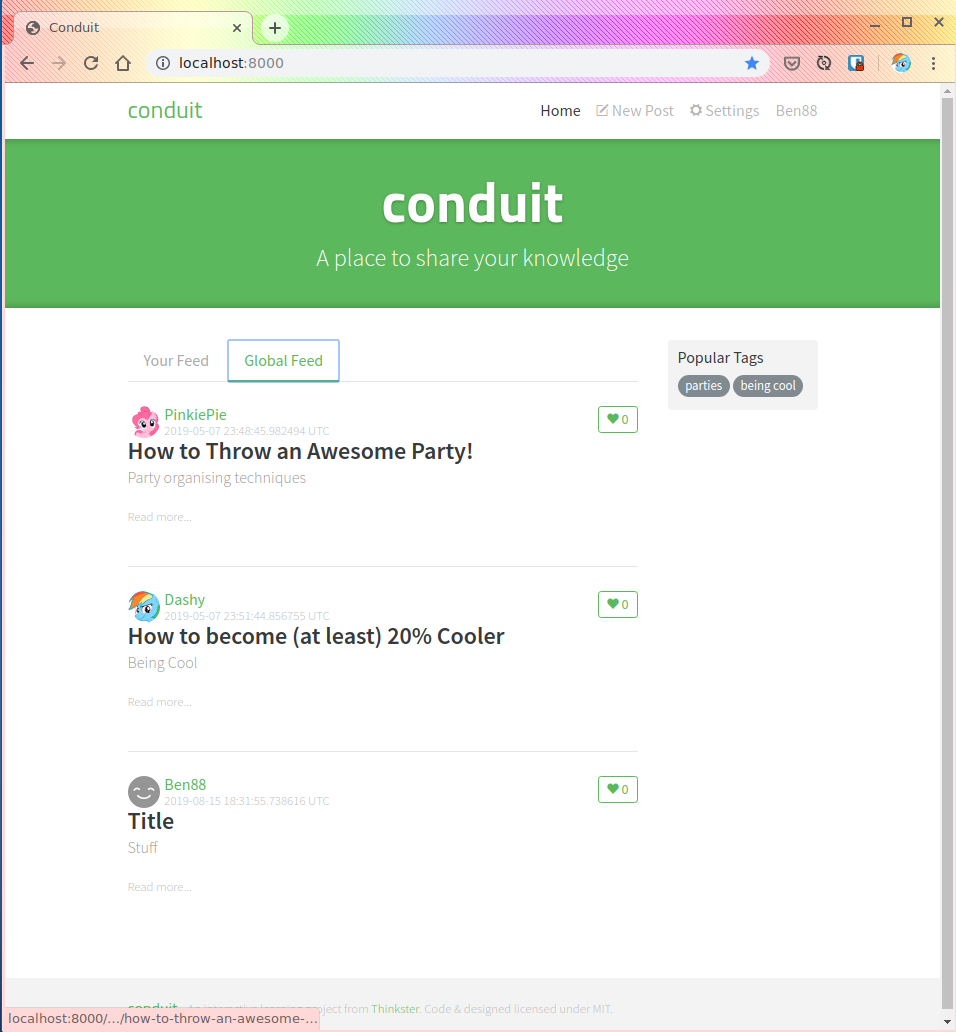 Conduit
localhost:8000
conduit
Home New Post Settings Ben88
conduit
A place to share your knowledge
Your Feed Global Feed
Popular Tags
parties being cool
PinkiePie
2019-05-07 23:48:45.982494 UTC
0
How to Throw an Awesome Party!
Party organising techniques
Read more...
Dashy
2019-05-07 23:51:44.856755 UTC
0
How to become (at least) 20% Cooler
Being Cool
Read more...
Ben88
2019-08-15 18:31:55.738616 UTC
0
Title
Stuff
Read more...
conduit An interactive learning project from Thinkster. Code & designed licensed under MIT.
localhost:8000/.../how-to-throw-an-awesome-...